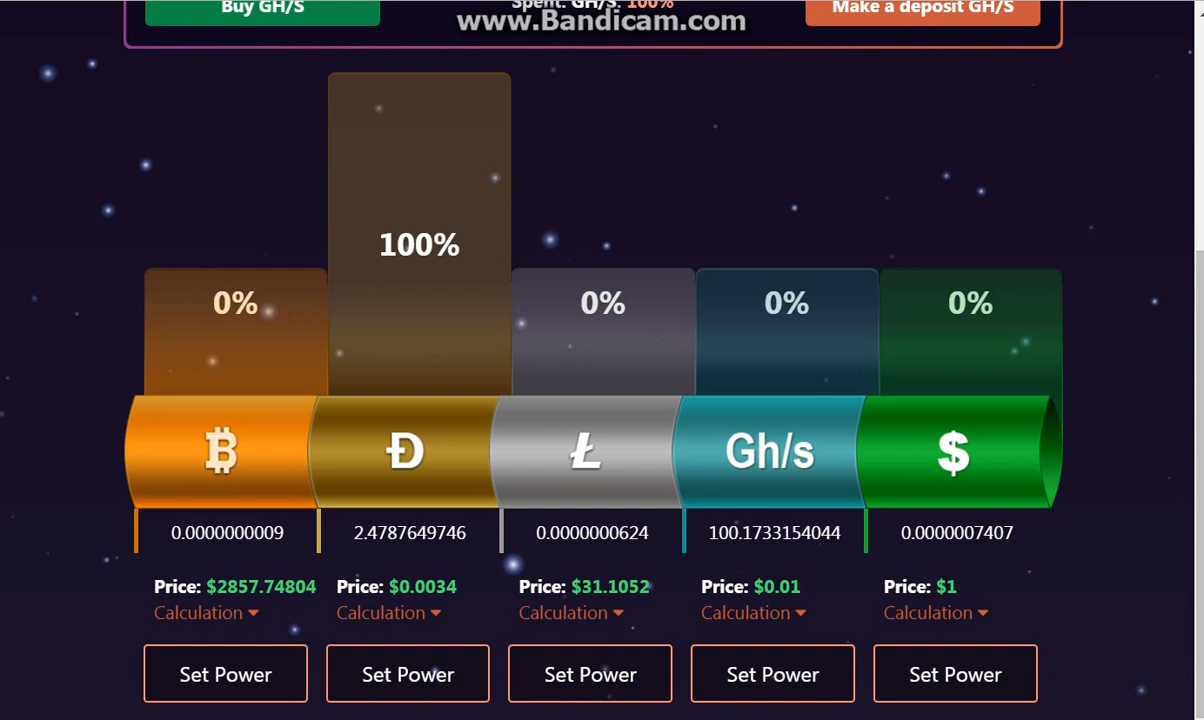 Buy GH/S
Spent: GH/S: 100%
Make a deposit GH/S
www.Bandicam.com
100%
0%
0%
0%
0%
₿
Ð
Ł
Gh/s
$
0.0000000009
2.4787649746
0.0000000624
100.1733154044
0.0000007407
Price: $2857.74804
Price: $0.0034
Price: $31.1052
Price: $0.01
Price: $1
Calculation
Calculation
Calculation
Calculation
Calculation
Set Power
Set Power
Set Power
Set Power
Set Power